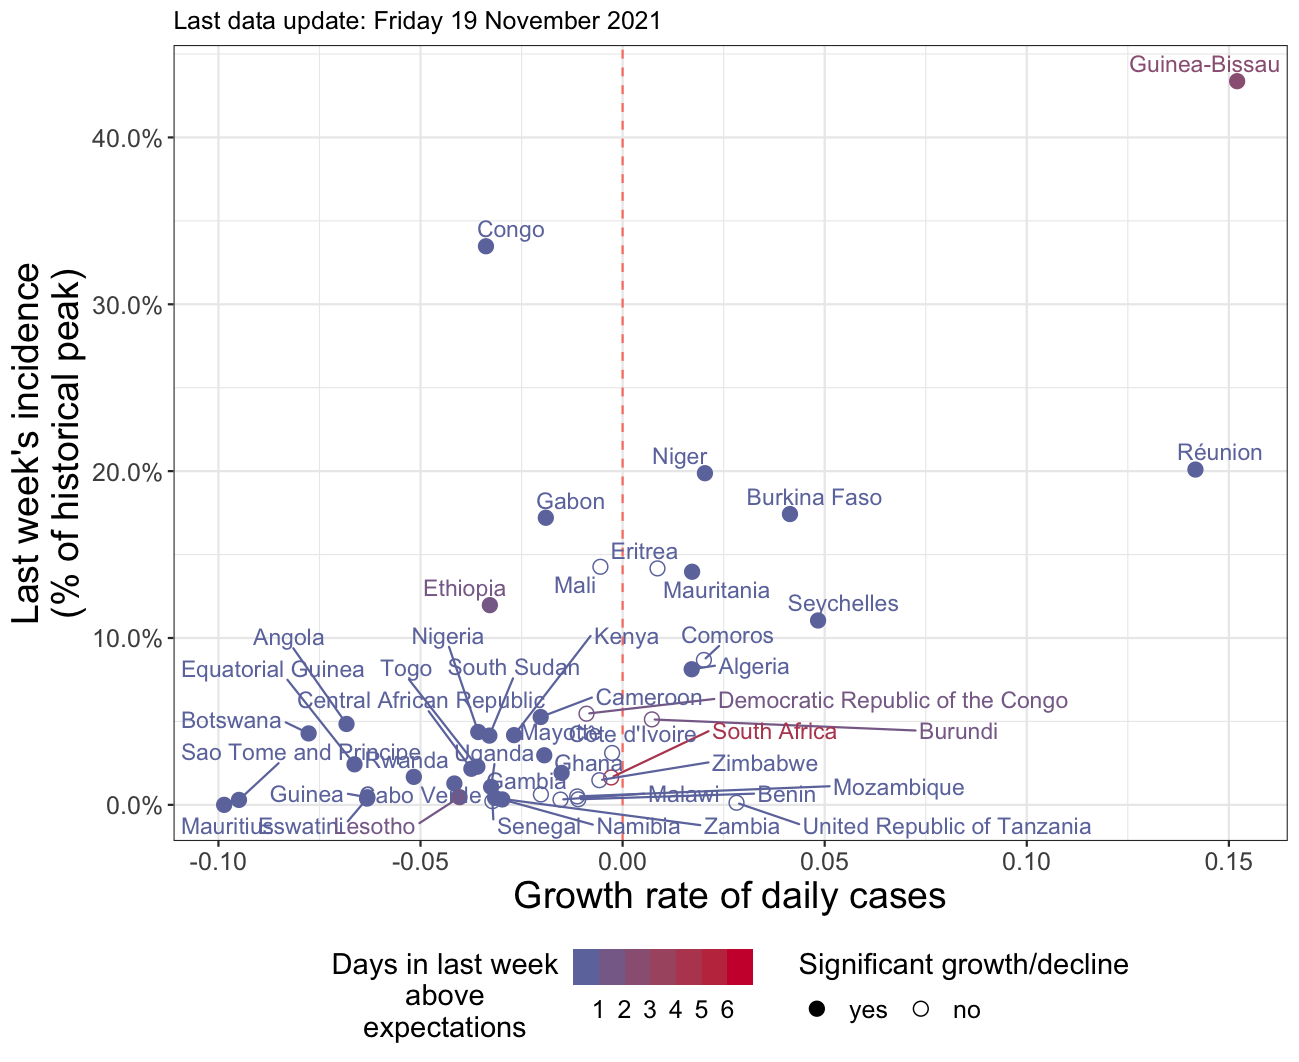 Last data update: Friday 19 November 2021
Guinea-Bissau
40.0%
Congo
30.0%
Last week's incidence
(% of historical peak)
Niger
Réunion
20.0%
Gabon
Burkina Faso
Eritrea
Mali
Ethiopia
Mauritania
Seychelles
10.0%
Angola
Nigeria
Kenya
Comoros
Equatorial Guinea
Togo
South Sudan
Algeria
Central African Republic
Cameroon
Democratic Republic of the Congo
Botswana
Mayotte
Cote d'Ivoire
South Africa
Burundi
Sao Tome and Principe
Rwanda
Uganda
Ghana
Zimbabwe
Gambia
Mozambique
Guinea
Cabo Verde
Malawi
Benin
0.0%
Mauritius
Eswatini
Lesotho
Senegal
Namibia
Zambia
United Republic of Tanzania
-0.10
-0.05
0.00
0.05
0.10
0.15
Growth rate of daily cases
Days in last week
above
expectations
1 2 3 4 5 6
Significant growth/decline
yes
no